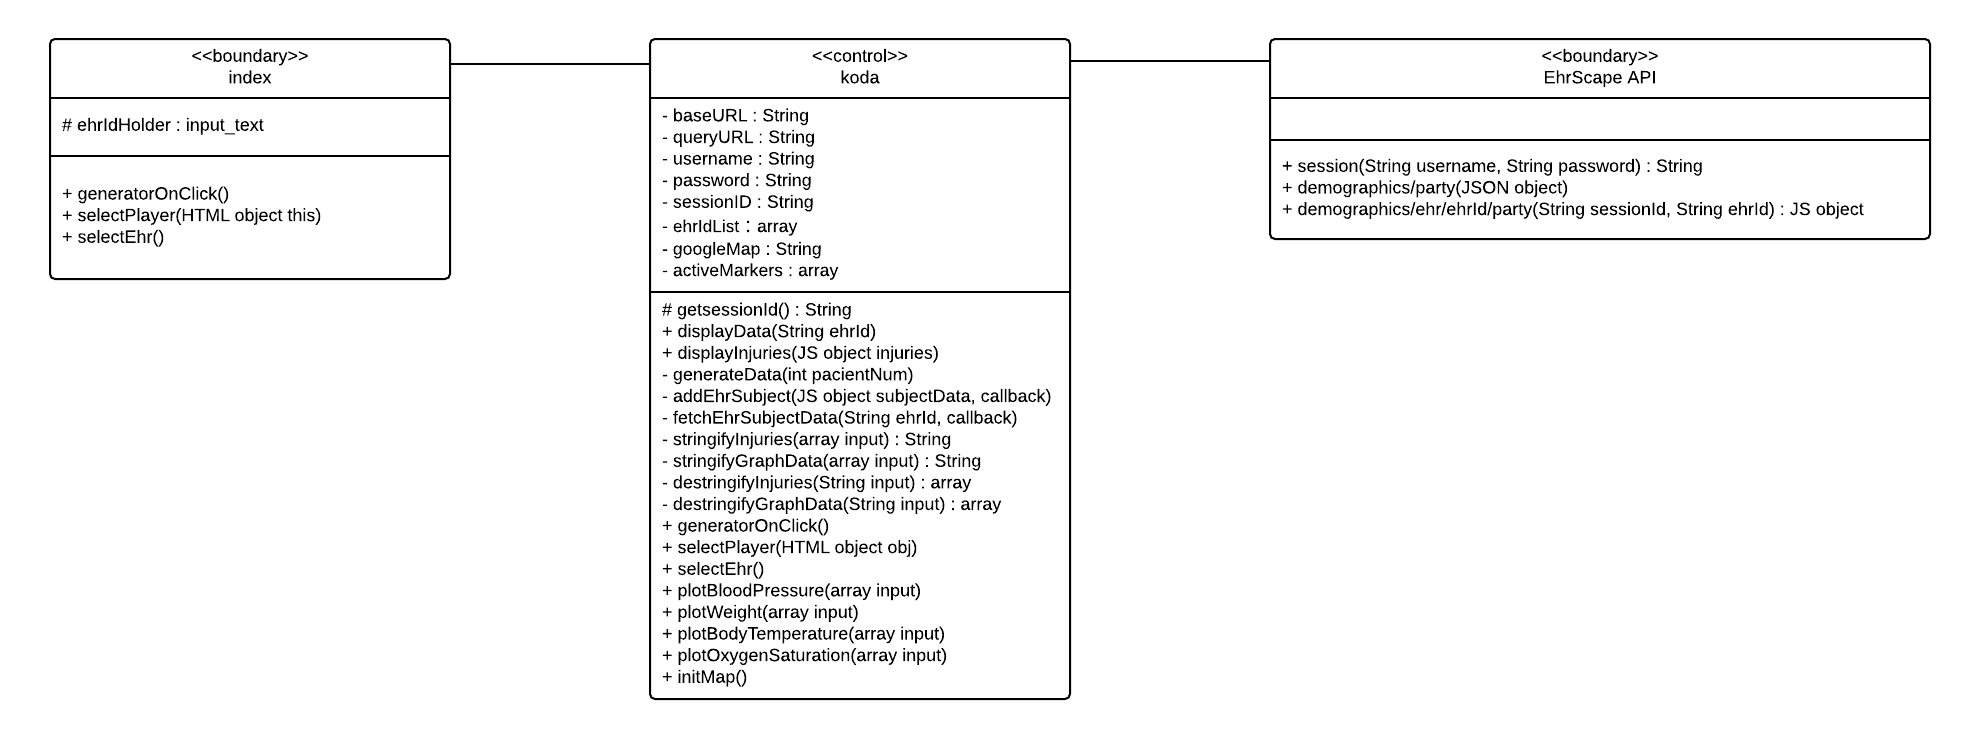 <<boundary>>
index
# ehrIdHolder : input_text
+ generatorOnClick()
+ selectPlayer(HTML object this)
+ selectEhr()
<<control>>
koda
- baseURL : String
- queryURL : String
- username : String
- password : String
- sessionID : String
- ehrIdList : array
- googleMap : String
- activeMarkers : array
# getsessionId() : String
+ displayData(String ehrId)
+ displayInjuries(JS object injuries)
- generateData(int pacientNum)
- addEhrSubject(JS object subjectData, callback)
- fetchEhrSubjectData(String ehrId, callback)
- stringifyInjuries(array input) : String
- stringifyGraphData(array input) : String
- destringifyInjuries(String input) : array
- destringifyGraphData(String input) : array
+ generatorOnClick()
+ selectPlayer(HTML object obj)
+ selectEhr()
+ plotBloodPressure(array input)
+ plotWeight(array input)
+ plotBodyTemperature(array input)
+ plotOxygenSaturation(array input)
+ initMap()
<<boundary>>
EhrScape API
+ session(String username, String password) : String
+ demographics/party(JSON object)
+ demographics/ehr/ehrId/party(String sessionId, String ehrId) : JS object